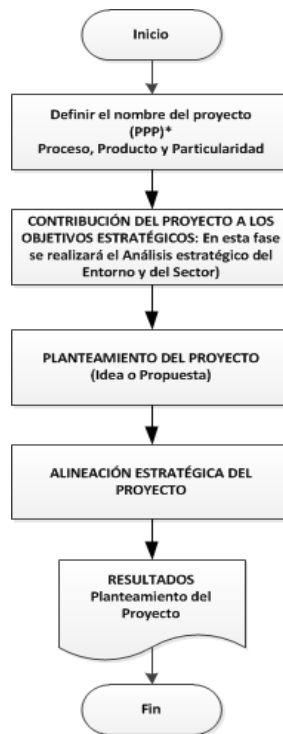 Inicio
Definir el nombre del proyecto
(PPP)*
Proceso, Producto y Particularidad
CONTRIBUCIÓN DEL PROYECTO A LOS
OBJETIVOS ESTRATÉGICOS: En esta fase
se realizará el Análisis estratégico del
Entorno y del Sector)
PLANTEAMIENTO DEL PROYECTO
(Idea o Propuesta)
ALINEACIÓN ESTRATÉGICA DEL
PROYECTO
RESULTADOS
Planteamiento del
Proyecto
Fin